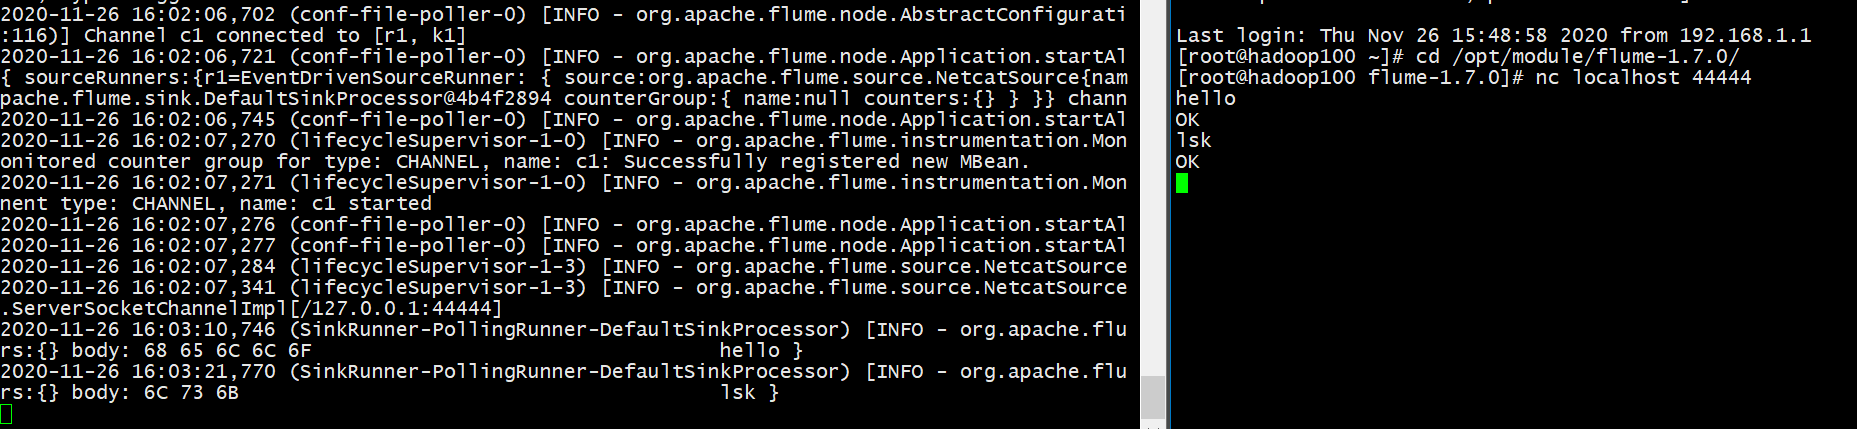 2020-11-26 16:02:06,702 (conf-file-poller-0) [INFO - org.apache.flume.node.AbstractConfigurati
:116)] Channel c1 connected to [r1, k1]
2020-11-26 16:02:06,721 (conf-file-poller-0) [INFO - org.apache.flume.node.Application.startAl
{ sourceRunners:{r1=EventDrivenSourceRunner: { source:org.apache.flume.source.NetcatSource{nam
pache.flume.sink.DefaultSinkProcessor@4b4f2894 counterGroup:{ name:null counters:{} } }} chann
2020-11-26 16:02:06,745 (conf-file-poller-0) [INFO - org.apache.flume.node.Application.startAl
2020-11-26 16:02:07,270 (lifecycleSupervisor-1-0) [INFO - org.apache.flume.instrumentation.Mon
onitored counter group for type: CHANNEL, name: c1: Successfully registered new MBean.
2020-11-26 16:02:07,271 (lifecycleSupervisor-1-0) [INFO - org.apache.flume.instrumentation.Mon
nent type: CHANNEL, name: c1 started
2020-11-26 16:02:07,276 (conf-file-poller-0) [INFO - org.apache.flume.node.Application.startAl
2020-11-26 16:02:07,277 (conf-file-poller-0) [INFO - org.apache.flume.node.Application.startAl
2020-11-26 16:02:07,284 (lifecycleSupervisor-1-3) [INFO - org.apache.flume.source.NetcatSource
2020-11-26 16:02:07,341 (lifecycleSupervisor-1-3) [INFO - org.apache.flume.source.NetcatSource
.ServerSocketChannelImpl[/127.0.0.1:44444]
2020-11-26 16:03:10,746 (SinkRunner-PollingRunner-DefaultSinkProcessor) [INFO - org.apache.flu
rs:{} body: 68 65 6C 6C 6F hello }
2020-11-26 16:03:21,770 (SinkRunner-PollingRunner-DefaultSinkProcessor) [INFO - org.apache.flu
rs:{} body: 6C 73 6B lsk }
Last login: Thu Nov 26 15:48:58 2020 from 192.168.1.1
[root@hadoop100 ~]# cd /opt/module/flume-1.7.0/
[root@hadoop100 flume-1.7.0]# nc localhost 44444
hello
OK
lsk
OK